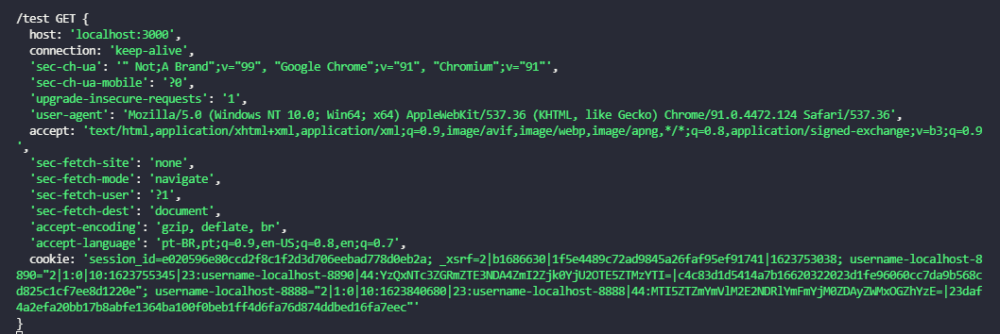 /test GET {
  host: 'localhost:3000',
  connection: 'keep-alive',
  'sec-ch-ua': '" Not;A Brand";v="99", "Google Chrome";v="91", "Chromium";v="91"',
  'sec-ch-ua-mobile': '?0',
  'upgrade-insecure-requests': '1',
  'user-agent': 'Mozilla/5.0 (Windows NT 10.0; Win64; x64) AppleWebKit/537.36 (KHTML, like Gecko) Chrome/91.0.4472.124 Safari/537.36',
  accept: 'text/html,application/xhtml+xml,application/xml;q=0.9,image/avif,image/webp,image/apng,*/*;q=0.8,application/signed-exchange;v=b3;q=0.9
',
  'sec-fetch-site': 'none',
  'sec-fetch-mode': 'navigate',
  'sec-fetch-user': '?1',
  'sec-fetch-dest': 'document',
  'accept-encoding': 'gzip, deflate, br',
  'accept-language': 'pt-BR,pt;q=0.9,en-US;q=0.8,en;q=0.7',
  cookie: 'session_id=e020596e80ccd2f8c1f2d3d706eebad778d0eb2a; _xsrf=2|b1686630|1f5e4489c72ad9845a26faf95ef91741|1623753038; username-localhost-8
890="2|1:0|10:1623755345|23:username-localhost-8890|44:YzQxNTc3ZGRmZTE3NDA4ZmI2Zjk0YjU2OTE5ZTMzYTI=|c4c83d1d5414a7b16620322023d1fe96060cc7da9b568c
d825c1cf7ee8d1220e"; username-localhost-8888="2|1:0|10:1623840680|23:username-localhost-8888|44:MTI5ZTZmYmVlM2E2NDRlYmFmYjM0ZDAyZWMxOGZhYzE=|23daf
4a2efa20bb17b8abfe1364ba100f0beb1ff4d6fa76d874ddbed16fa7eec"'
}